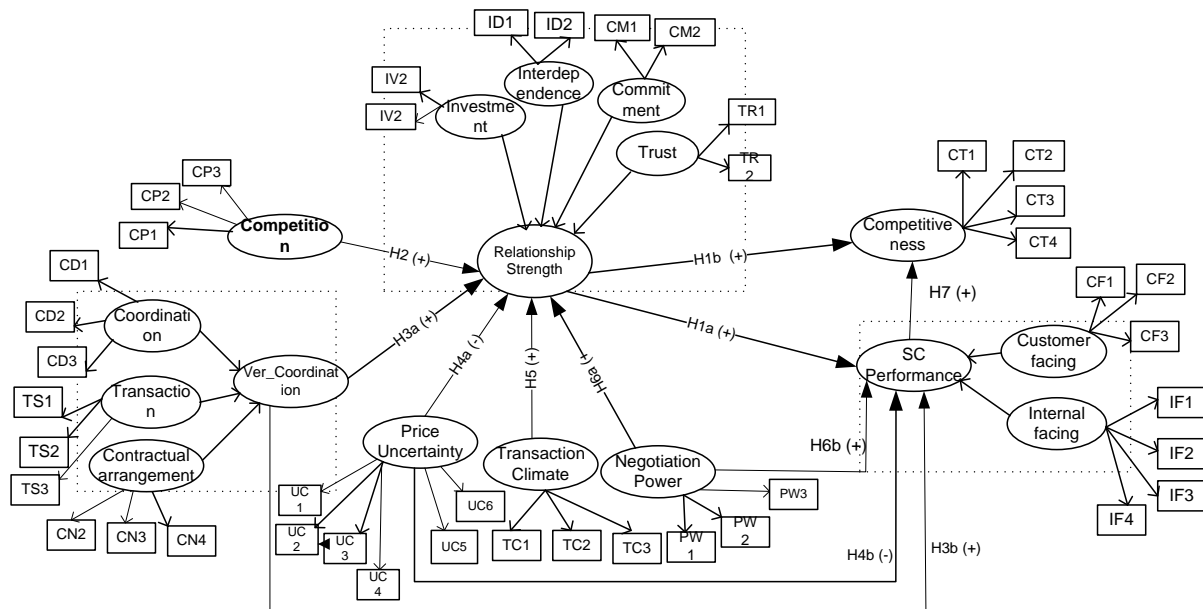 ID1
ID2
CM1
CM2
IV2
Interdep
endence
Commit
ment
IV2
Investme
nt
TR1
Trust
TR
2
CP3
CP2
CP1
Competitio
n
H2 (+)
Relationship
Strength
H1b (+)
CT1
CT2
CT3
CT4
Competitive
ness
CD1
CD2
CD3
Coordinati
on
H3a (+)
H4a (-)
H5 (+)
H6a (+)
H1a (+)
H7 (+)
CF1
CF2
CF3
Customer
facing
SC
Performance
Ver_Coordinat
ion
TS1
TS2
TS3
Transactio
n
Contractual
arrangement
CN2
CN3
CN4
Price
Uncertainty
Transaction
Climate
Negotiation
Power
H6b (+)
Internal
facing
IF1
IF2
IF3
IF4
UC
1
UC
2
UC
3
UC
4
UC5
UC6
TC1
TC2
TC3
PW
1
PW
2
PW3
H4b (-)
H3b (+)